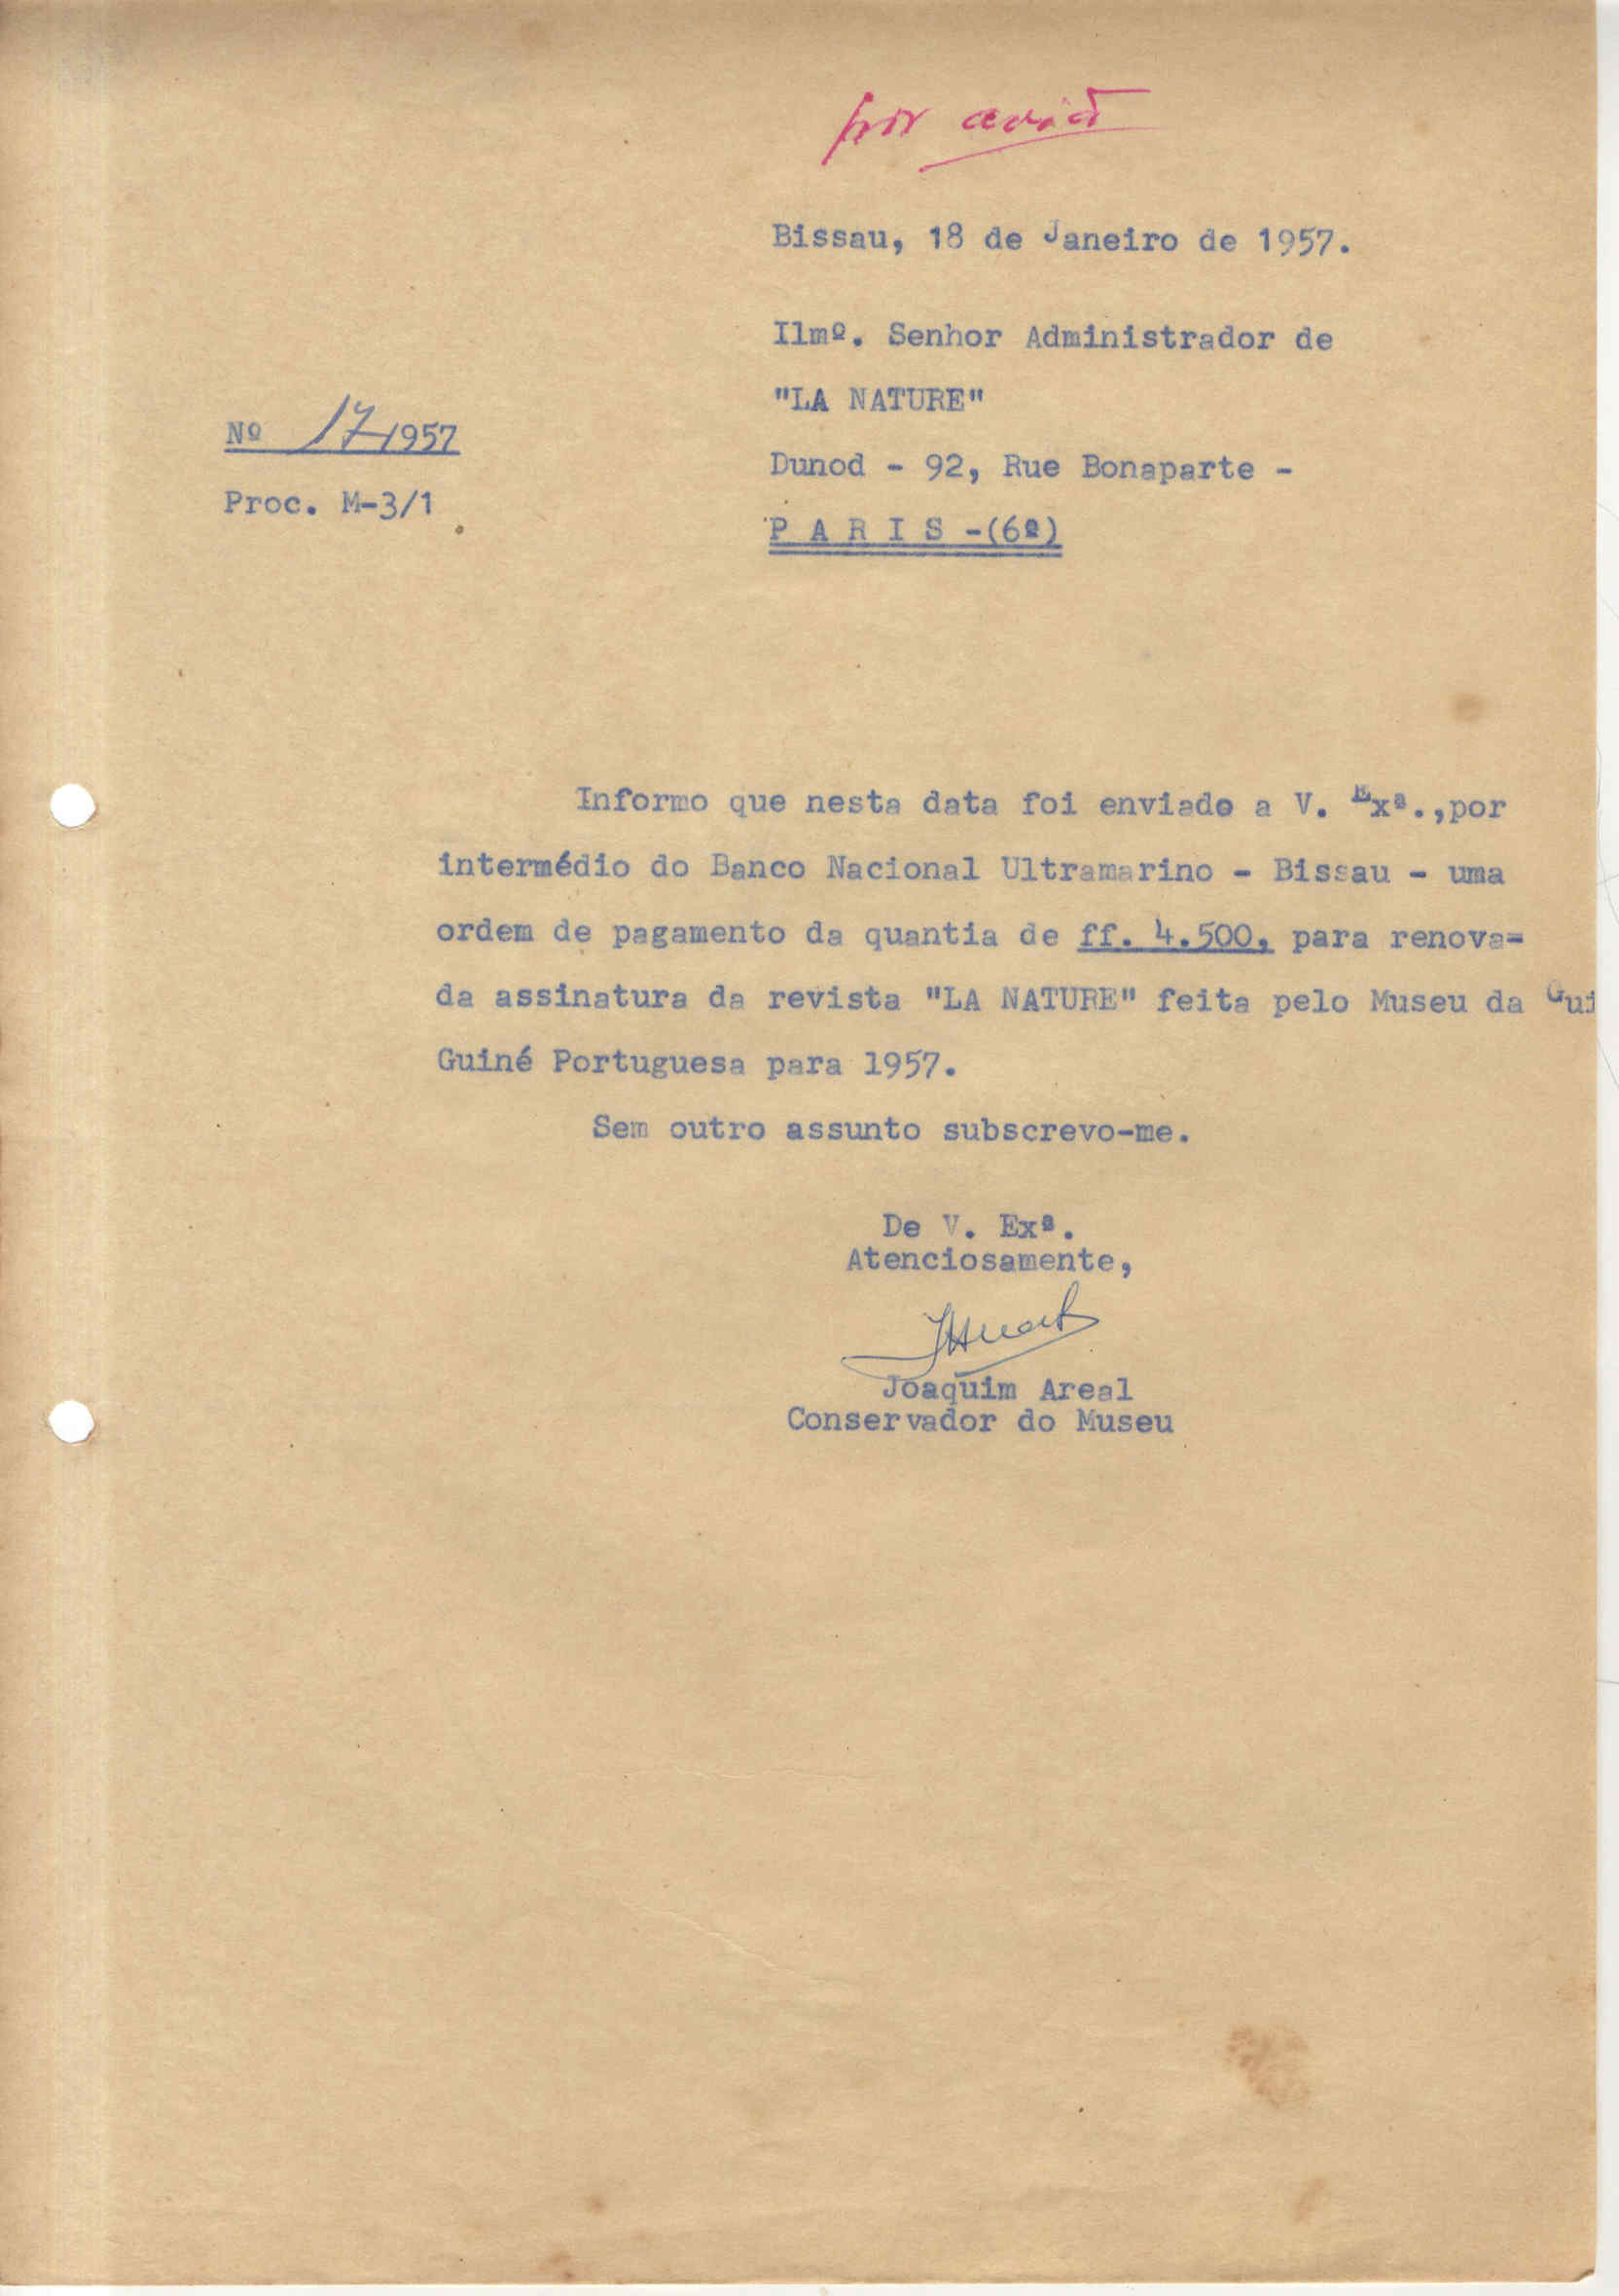 por avião
Bissau, 18 de Janeiro de 1957.
Ilmº. Senhor Administrador de
"LA NATURE"
Nº 17/1957
Dunod - 92, Rue Bonaparte -
Proc. M-3/1
P A R I S -(6º)
Informo que nesta data foi enviado a V. Exª.,por
intermédio do Banco Nacional Ultramarino - Bissau - uma
ordem de pagamento da quantia de ff. 4.500, para renova=
da assinatura da revista "LA NATURE" feita pelo Museu da Gui
Guiné Portuguesa para 1957.
Sem outro assunto subscrevo-me.
De V. Exª.
Atenciosamente,
Joaquim Areal
Conservador do Museu